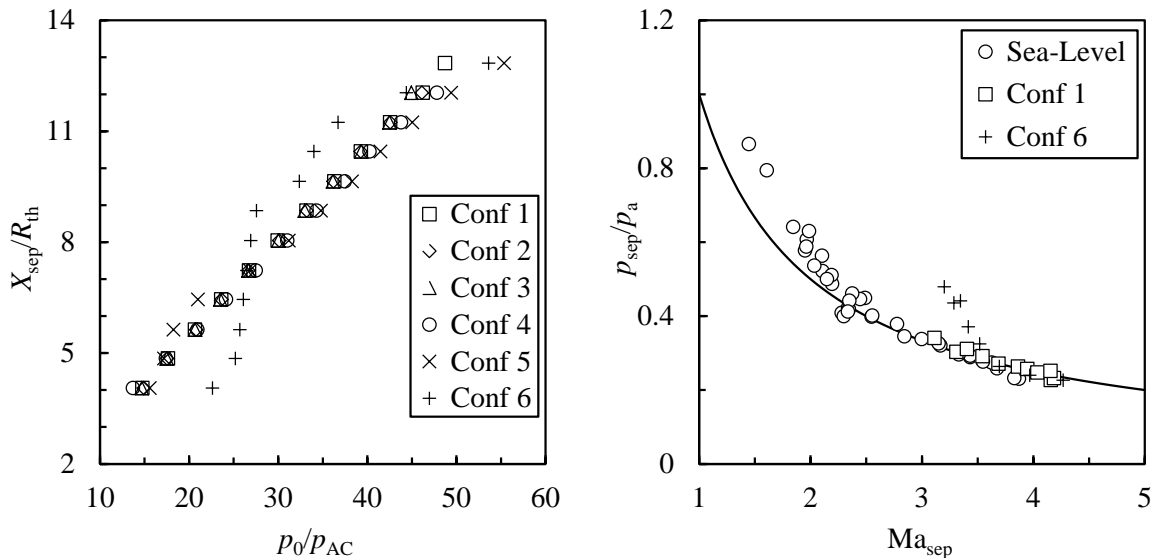 14
11
8
5
2
X_sep/R_th
10 20 30 40 50 60
p_0/p_AC
Conf 1
Conf 2
Conf 3
Conf 4
Conf 5
Conf 6
1.2
0.8
0.4
0
p_sep/p_a
1 2 3 4 5
Ma_sep
Sea-Level
Conf 1
Conf 6